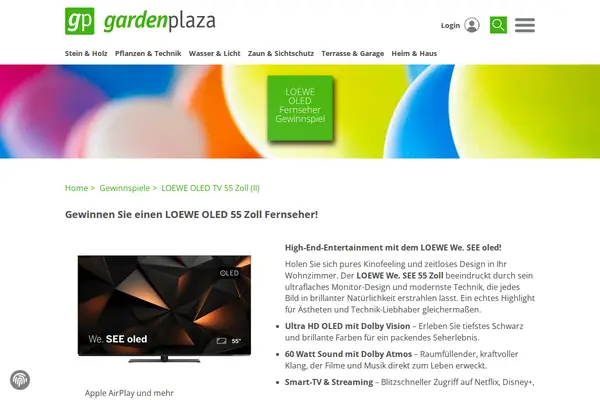 gp gardenplaza
Login
Stein & Holz Pflanzen & Technik Wasser & Licht Zaun & Sichtschutz Terrasse & Garage Heim & Haus
LOEWE
OLED
Fernseher
Gewinnspiel
Home > Gewinnspiele > LOEWE OLED TV 55 Zoll (II)
Gewinnen Sie einen LOEWE OLED 55 Zoll Fernseher!
OLED
We. SEE oled
55"
Apple AirPlay und mehr
High-End-Entertainment mit dem LOEWE We. SEE oled!
Holen Sie sich pures Kinofeeling und zeitloses Design in Ihr
Wohnzimmer. Der LOEWE We. SEE 55 Zoll beeindruckt durch sein
ultraflaches Monitor-Design und modernste Technik, die jedes
Bild in brillanter Natürlichkeit erstrahlen lässt. Ein echtes Highlight
für Ästheten und Technik-Liebhaber gleichermaßen.
• Ultra HD OLED mit Dolby Vision – Erleben Sie tiefstes Schwarz
und brillante Farben für ein packendes Seherlebnis.
• 60 Watt Sound mit Dolby Atmos – Raumfüllender, kraftvoller
Klang, der Filme und Musik direkt zum Leben erweckt.
• Smart-TV & Streaming – Blitzschneller Zugriff auf Netflix, Disney+,